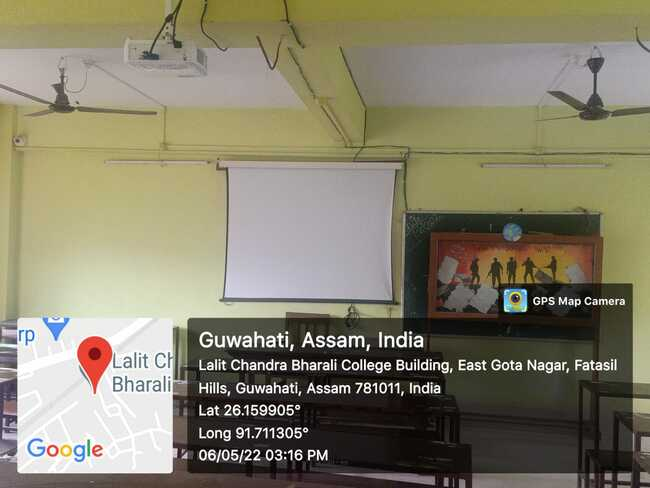 GPS Map Camera
rp
Lalit Ch
Bharali
Google
Guwahati, Assam, India
Lalit Chandra Bharali College Building, East Gota Nagar, Fatasil
Hills, Guwahati, Assam 781011, India
Lat 26.159905°
Long 91.711305°
06/05/22 03:16 PM